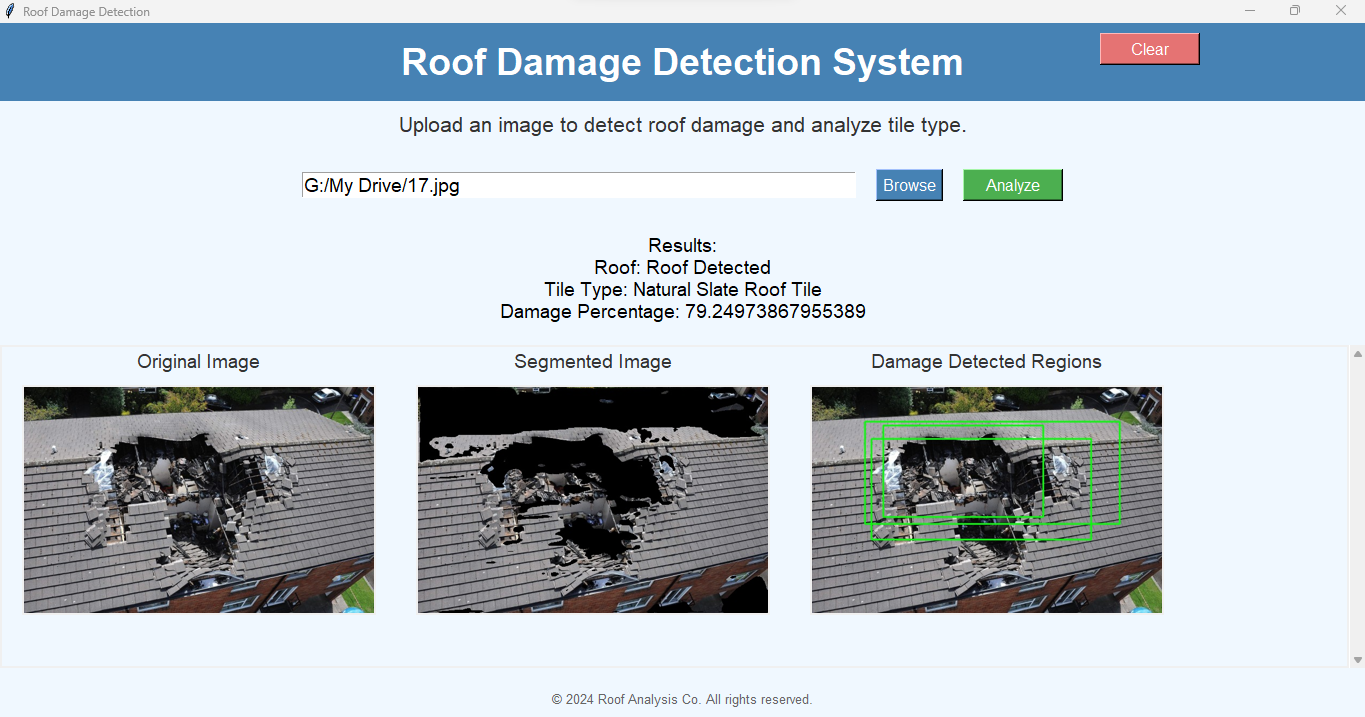 Roof Damage Detection
Roof Damage Detection System
Clear
Upload an image to detect roof damage and analyze tile type.
G:/My Drive/17.jpg
Browse
Analyze
Results:
Roof: Roof Detected
Tile Type: Natural Slate Roof Tile
Damage Percentage: 79.24973867955389
Original Image
Segmented Image
Damage Detected Regions
© 2024 Roof Analysis Co. All rights reserved.